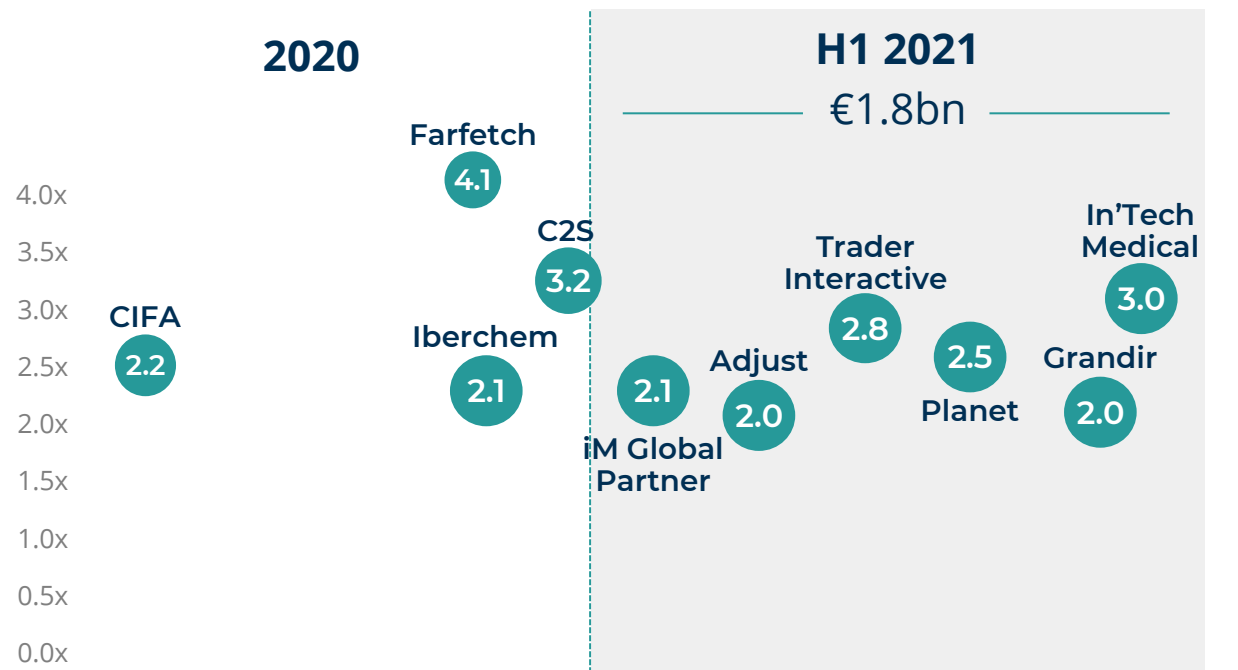 2020
H1 2021
€1.8bn
Farfetch
4.1
4.0x
In'Tech
Medical
C2S
Trader
Interactive
3.5x
3.2
3.0
3.0x
CIFA
Iberchem
2.8
2.5
Adjust
Grandir
2.5x
2.2
2.1
2.1
2.0
Planet
2.0
2.0x
iM Global
Partner
1.5x
1.0x
0.5x
0.0x